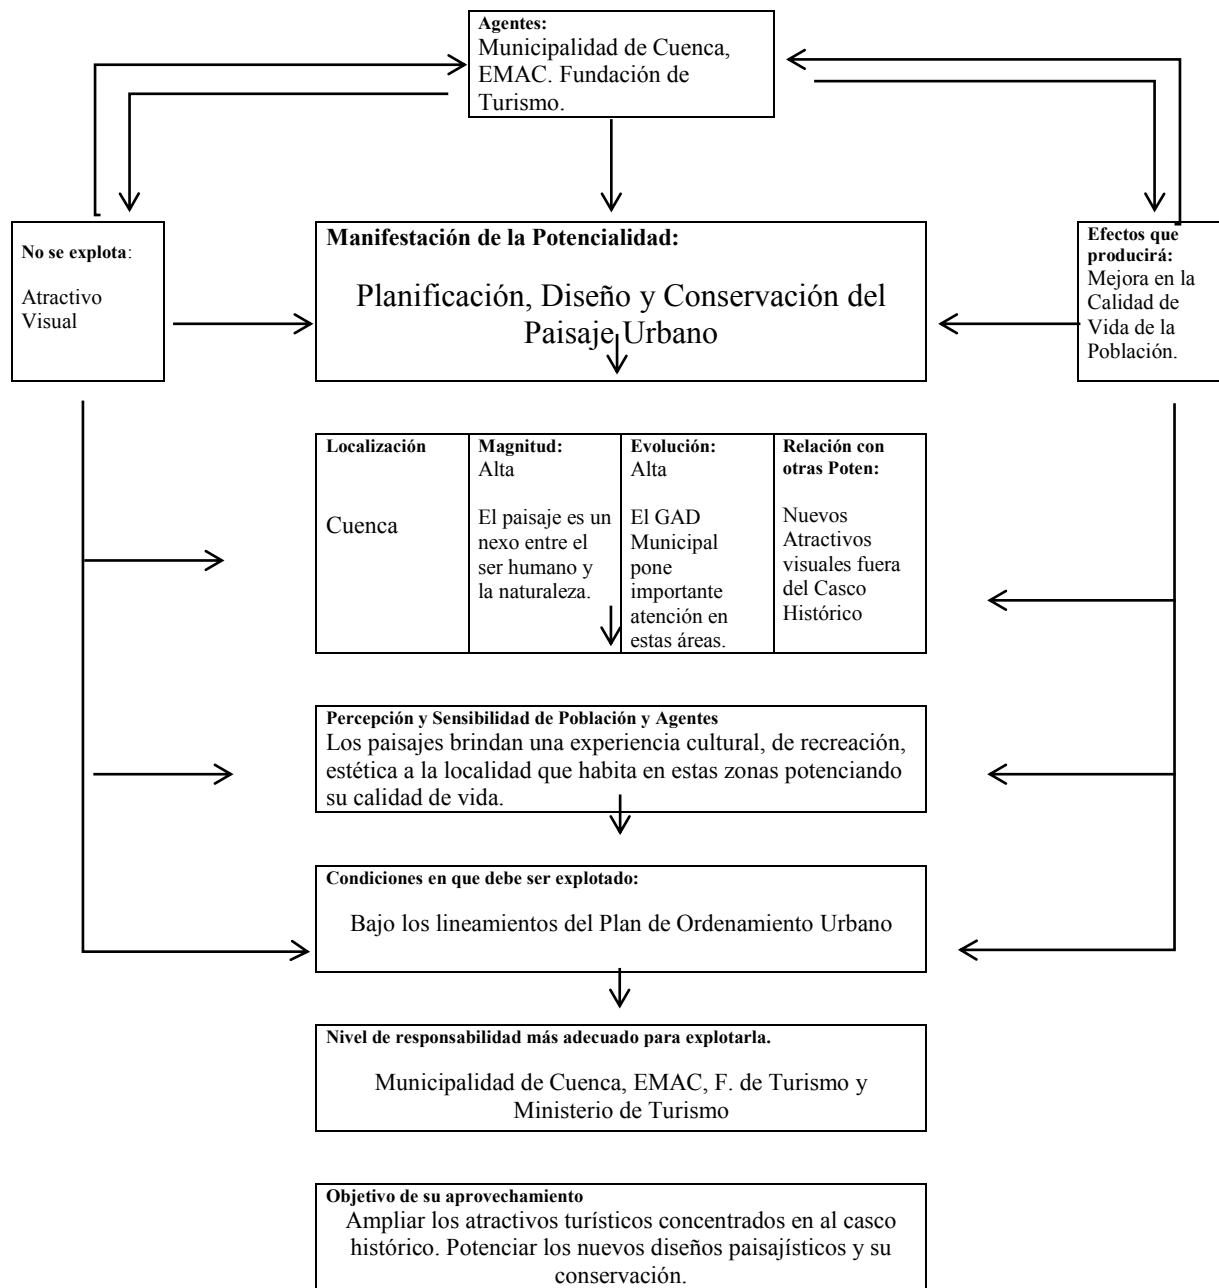 Agentes:
Municipalidad de Cuenca,
EMAC. Fundación de
Turismo.
No se explota:
Atractivo
Visual
Manifestación de la Potencialidad:
Planificación, Diseño y Conservación del
Paisaje Urbano
Efectos que
producirá:
Mejora en la
Calidad de
Vida de la
Población.
Localización
Cuenca
Magnitud:
Alta
El paisaje es un
nexo entre el
ser humano y
la naturaleza.
Evolución:
Alta
El GAD
Municipal
pone
importante
atención en
estas áreas.
Relación con
otras Poten:
Nuevos
Atractivos
visuales fuera
del Casco
Histórico
Percepción y Sensibilidad de Población y Agentes
Los paisajes brindan una experiencia cultural, de recreación,
estética a la localidad que habita en estas zonas potenciando
su calidad de vida.
Condiciones en que debe ser explotado:
Bajo los lineamientos del Plan de Ordenamiento Urbano
Nivel de responsabilidad más adecuado para explotarla.
Municipalidad de Cuenca, EMAC, F. de Turismo y
Ministerio de Turismo
Objetivo de su aprovechamiento
Ampliar los atractivos turísticos concentrados en al casco
histórico. Potenciar los nuevos diseños paisajísticos y su
conservación.